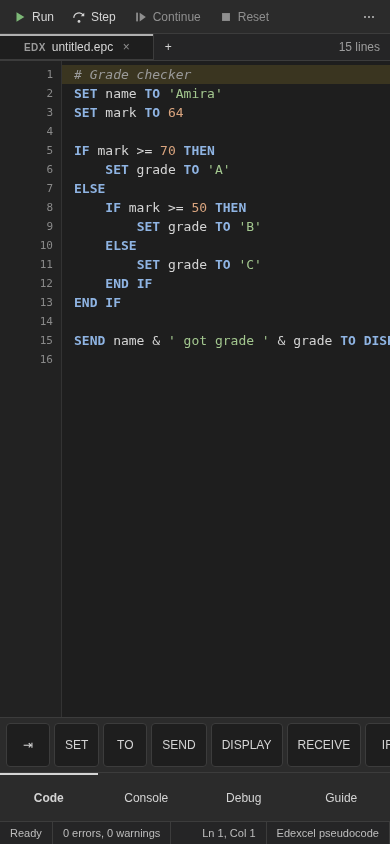 Run Step Continue Reset ···
EDX untitled.epc × + 15 lines
1 # Grade checker
2 SET name TO 'Amira'
3 SET mark TO 64
4
5 IF mark >= 70 THEN
6     SET grade TO 'A'
7 ELSE
8     IF mark >= 50 THEN
9         SET grade TO 'B'
10     ELSE
11         SET grade TO 'C'
12     END IF
13 END IF
14
15 SEND name & ' got grade ' & grade TO DISP
16
⇥ SET TO SEND DISPLAY RECEIVE IF
Code Console Debug Guide
Ready 0 errors, 0 warnings Ln 1, Col 1 Edexcel pseudocode